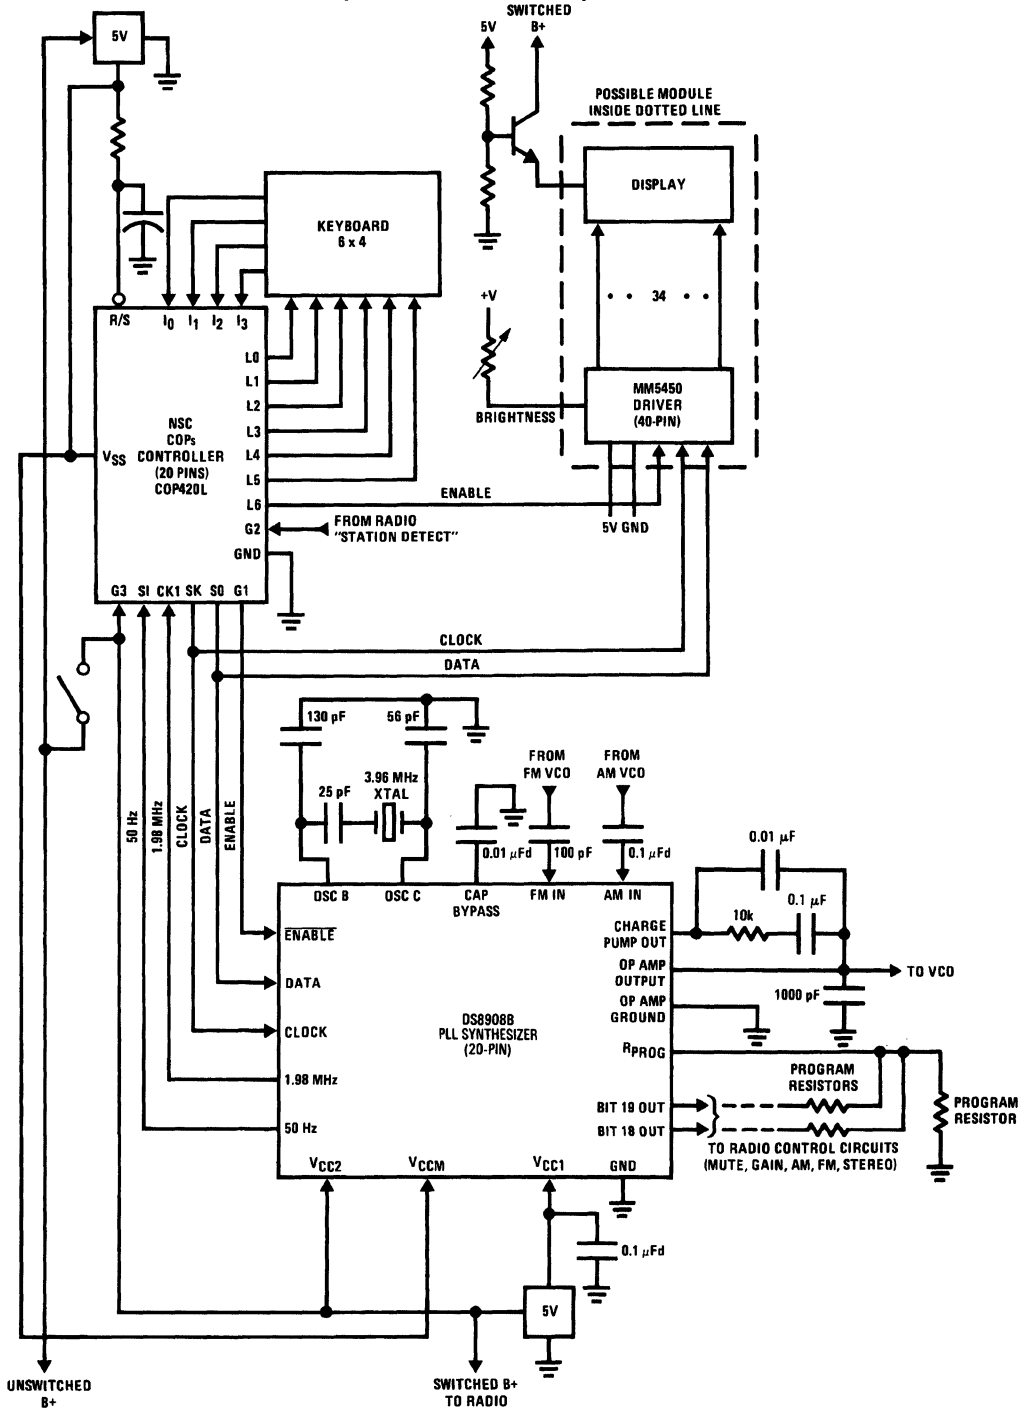 SWITCHED
B+
5V
5V
POSSIBLE MODULE
INSIDE DOTTED LINE
DISPLAY
KEYBOARD
6 x 4
34
+V
R/S
I0
I1
I2
I3
L0
L1
L2
L3
L4
L5
L6
G2
GND
NSC
COPs
CONTROLLER
(20 PINS)
COP420L
VSS
MM5450
DRIVER
(40-PIN)
BRIGHTNESS
ENABLE
FROM RADIO
"STATION DETECT"
5V GND
G3 SI CK1 SK SO G1
CLOCK
DATA
130 pF
56 pF
25 pF
3.96 MHz
XTAL
FROM
FM VCO
FROM
AM VCO
50 Hz
1.98 MHz
CLOCK
DATA
ENABLE
0.01 μFd
100 pF
0.1 μFd
0.01 μF
0.1 μF
10k
OSC B
OSC C
CAP
BYPASS
FM IN
AM IN
ENABLE
DATA
CLOCK
1.98 MHz
50 Hz
DS8908B
PLL SYNTHESIZER
(20-PIN)
CHARGE
PUMP OUT
OP AMP
OUTPUT
OP AMP
GROUND
RPROG
BIT 19 OUT
BIT 18 OUT
TO VCO
1000 pF
PROGRAM
RESISTORS
PROGRAM
RESISTOR
TO RADIO CONTROL CIRCUITS
(MUTE, GAIN, AM, FM, STEREO)
VCC2
VCCM
VCC1
GND
0.1 μFd
5V
UNSWITCHED
B+
SWITCHED B+
TO RADIO